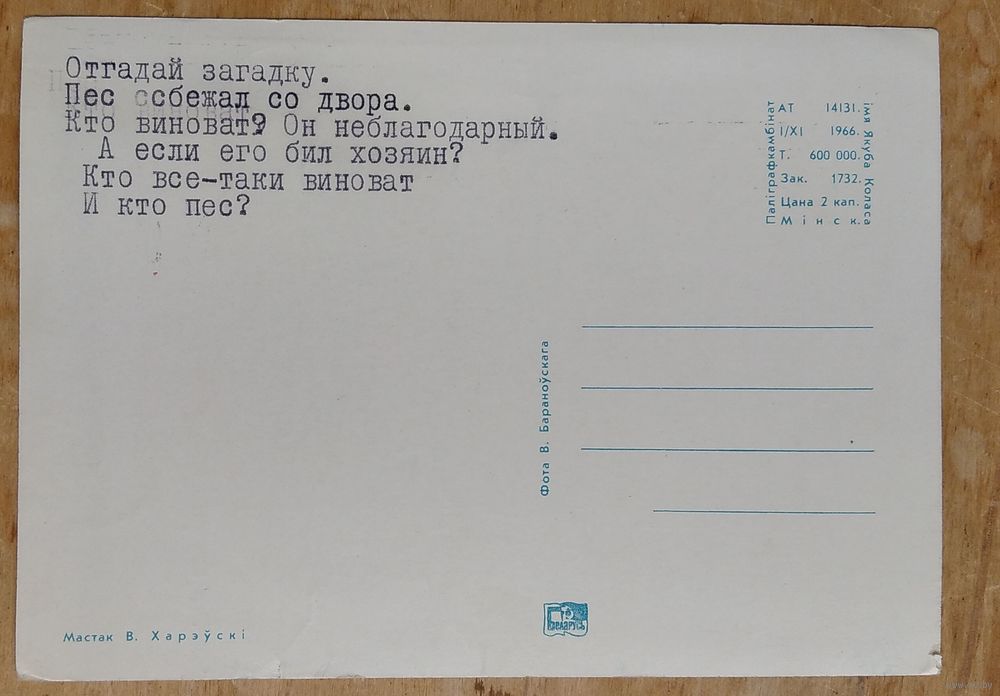 Отгадай загадку.
Пес сбежал со двора.
Кто виноват? Он неблагодарный.
А если его бил хозяин?
Кто все-таки виноват
И кто пес?
АТ 14131.
І/ХІ 1966.
Т. 600 000.
Зак. 1732.
Цана 2 кап.
Мінск.
Паліграфкамбінат
імя Якуба Коласа
Фота В. Бараноўскага
БЕЛАРУСЬ
Мастак В. Харэўскі